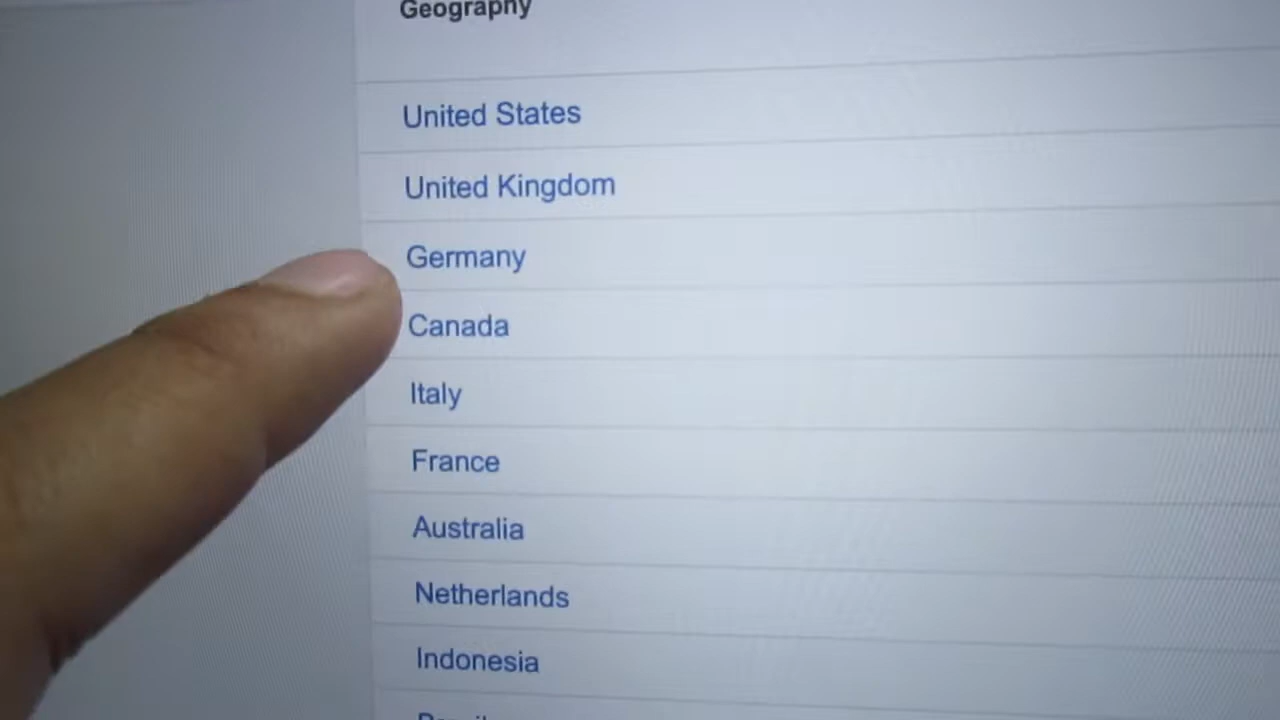 Geography
United States
United Kingdom
Germany
Canada
Italy
France
Australia
Netherlands
Indonesia